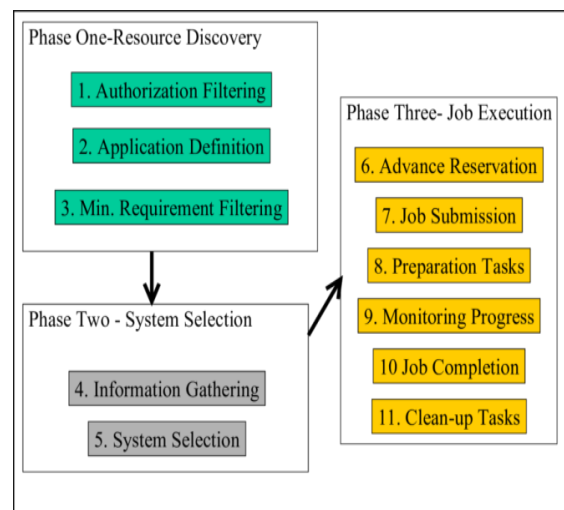 Phase One-Resource Discovery
1. Authorization Filtering
2. Application Definition
3. Min. Requirement Filtering
Phase Two - System Selection
4. Information Gathering
5. System Selection
Phase Three- Job Execution
6. Advance Reservation
7. Job Submission
8. Preparation Tasks
9. Monitoring Progress
10 Job Completion
11. Clean-up Tasks